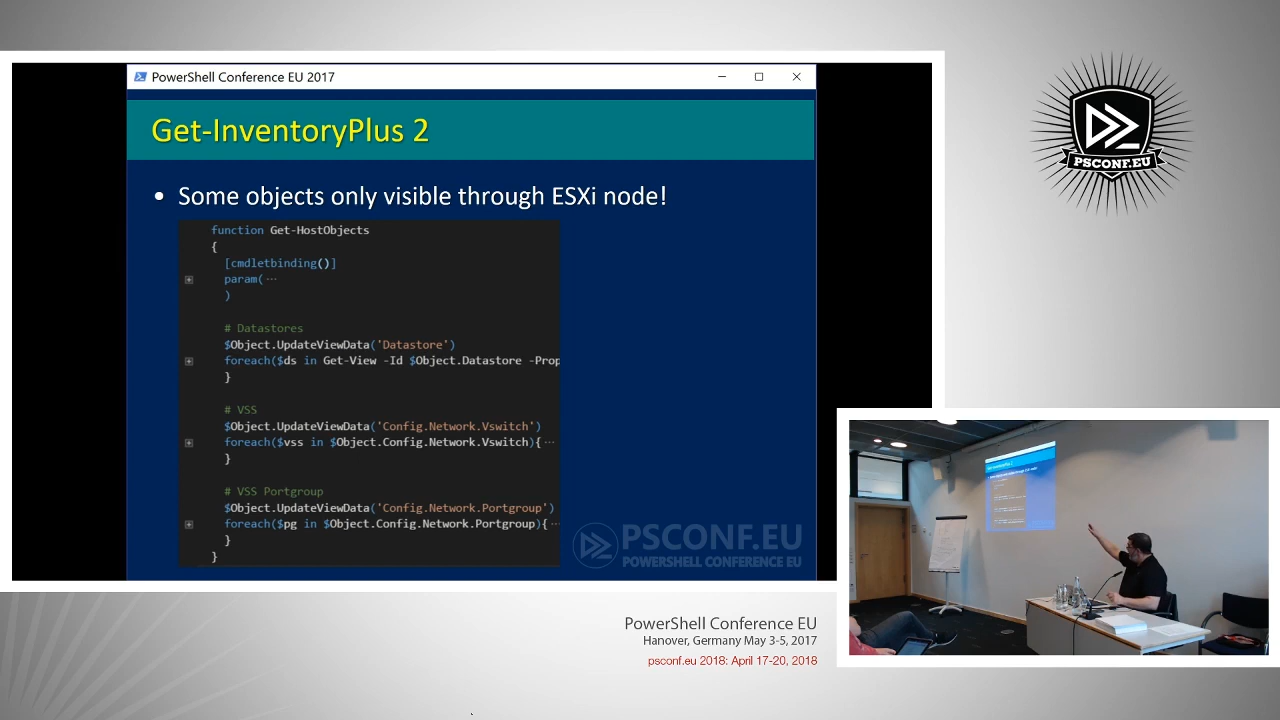 PowerShell Conference EU 2017
Get-InventoryPlus 2
• Some objects only visible through ESXi node!
function Get-HostObjects
{
[cmdletbinding()]
param(...
)
# Datastores
$Object.UpdateViewData('Datastore')
foreach($ds in Get-View -Id $Object.Datastore -Prop
}
# VSS
$Object.UpdateViewData('Config.Network.Vswitch')
foreach($vss in $Object.Config.Network.Vswitch){...
}
# VSS Portgroup
$Object.UpdateViewData('Config.Network.Portgroup')
foreach($pg in $Object.Config.Network.Portgroup){...
}
}
PSCONF.EU
POWERSHELL CONFERENCE EU
PSCONF.EU
PowerShell Conference EU
Hanover, Germany May 3-5, 2017
psconf.eu 2018: April 17-20, 2018